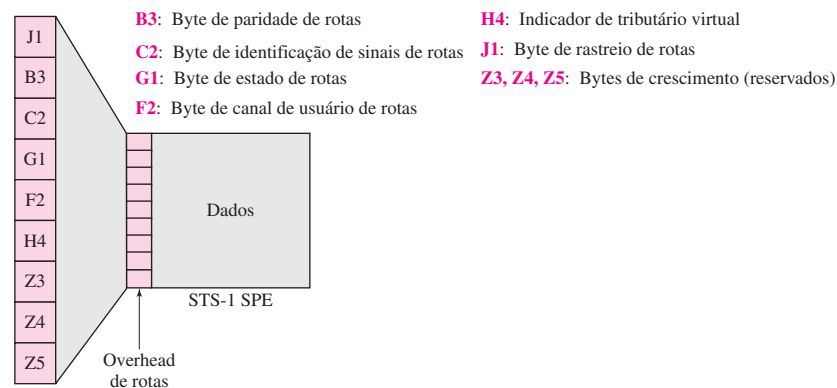 B3: Byte de paridade de rotas
C2: Byte de identificação de sinais de rotas
G1: Byte de estado de rotas
F2: Byte de canal de usuário de rotas
H4: Indicador de tributário virtual
J1: Byte de rastreio de rotas
Z3, Z4, Z5: Bytes de crescimento (reservados)
J1
B3
C2
G1
F2
H4
Z3
Z4
Z5
Dados
STS-1 SPE
Overhead
de rotas